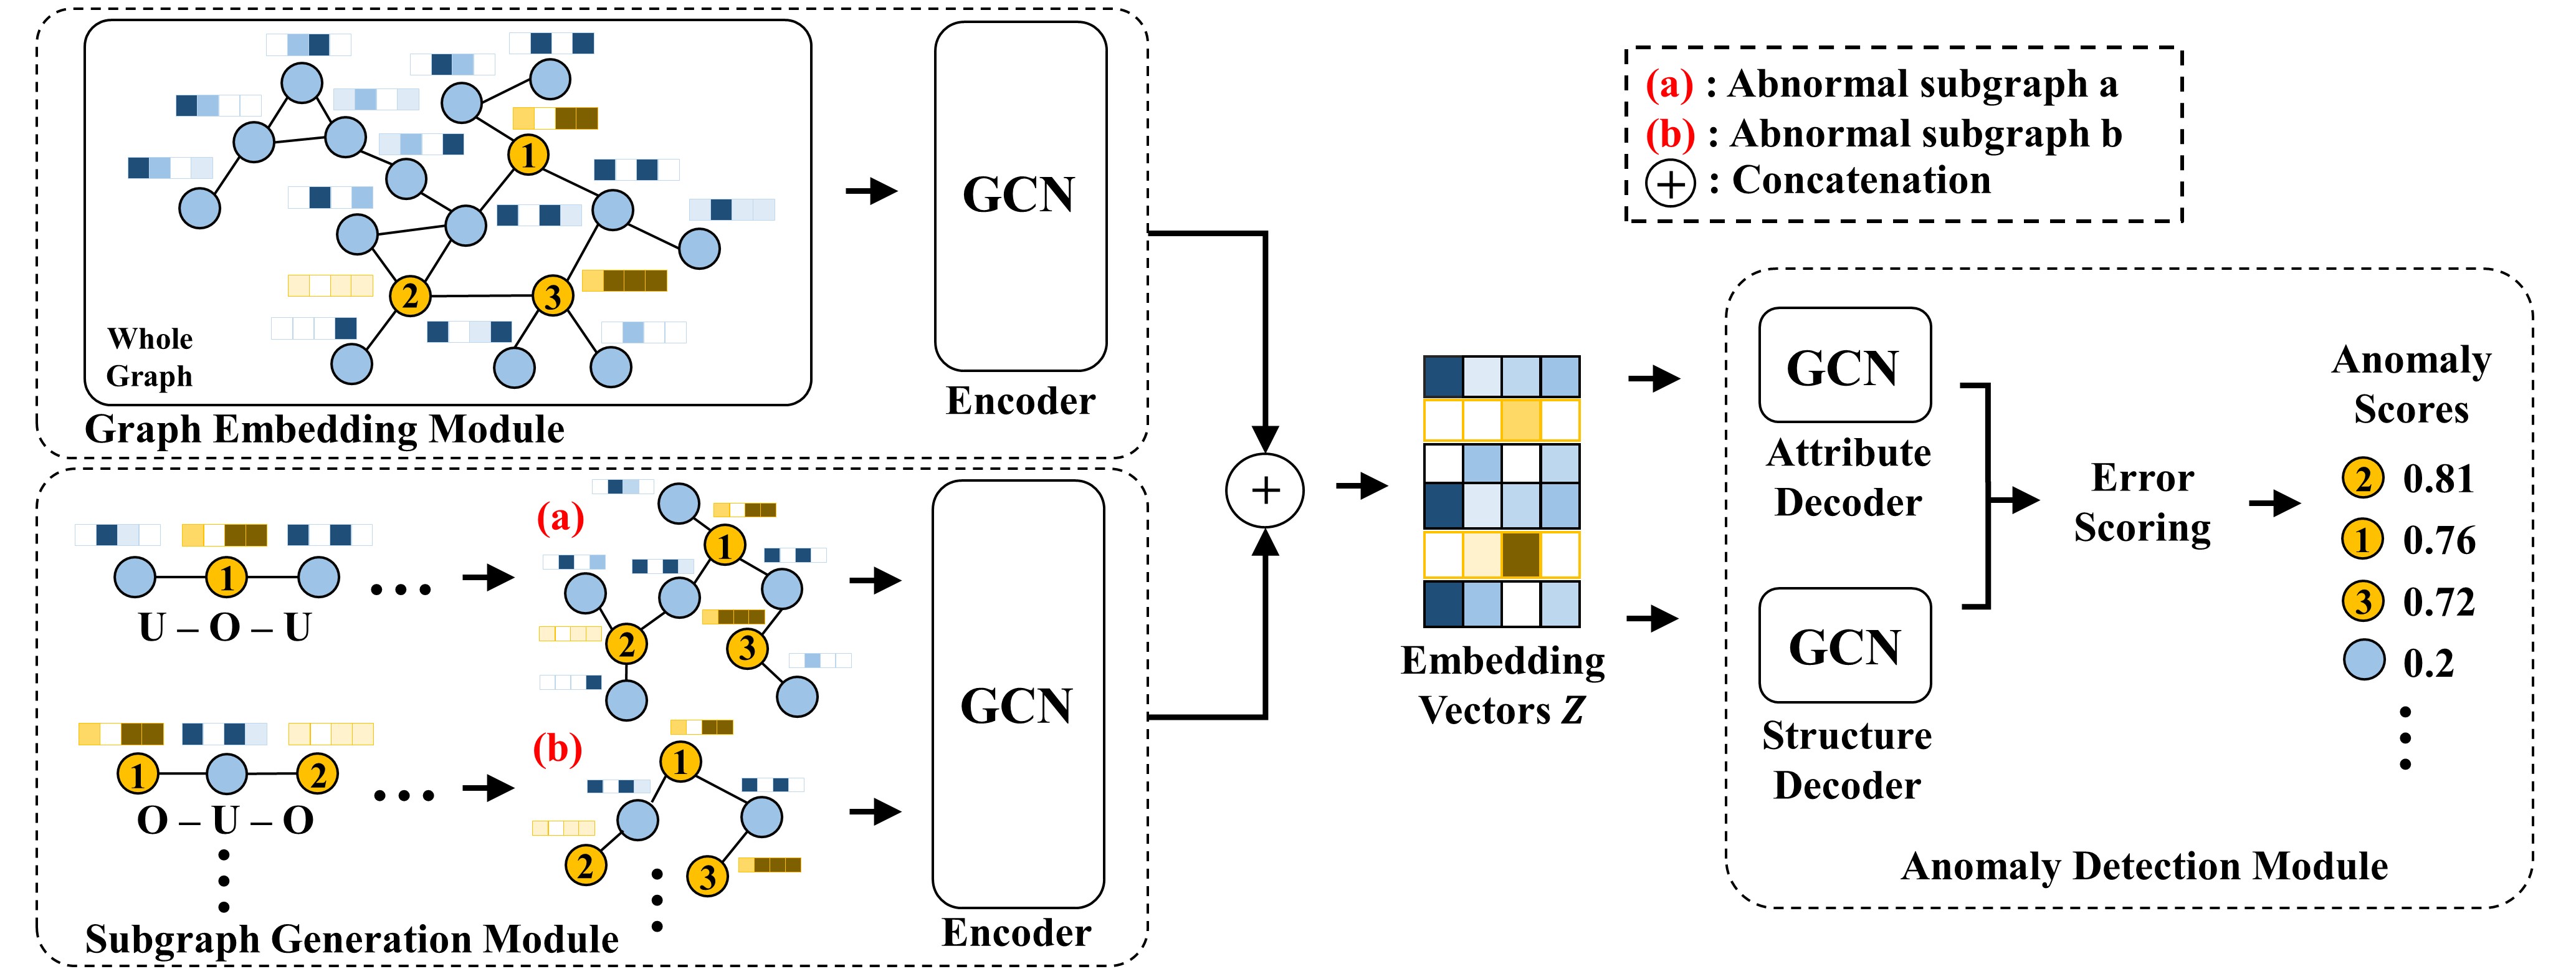 1
2
3
Whole
Graph
Graph Embedding Module
GCN
Encoder
1
U – O – U
(a)
1
2
3
1
2
O – U – O
(b)
1
2
3
Subgraph Generation Module
GCN
Encoder
+
(a) : Abnormal subgraph a
(b) : Abnormal subgraph b
+ : Concatenation
Embedding
Vectors Z
GCN
Attribute
Decoder
GCN
Structure
Decoder
Error
Scoring
Anomaly
Scores
2 0.81
1 0.76
3 0.72
0.2
Anomaly Detection Module